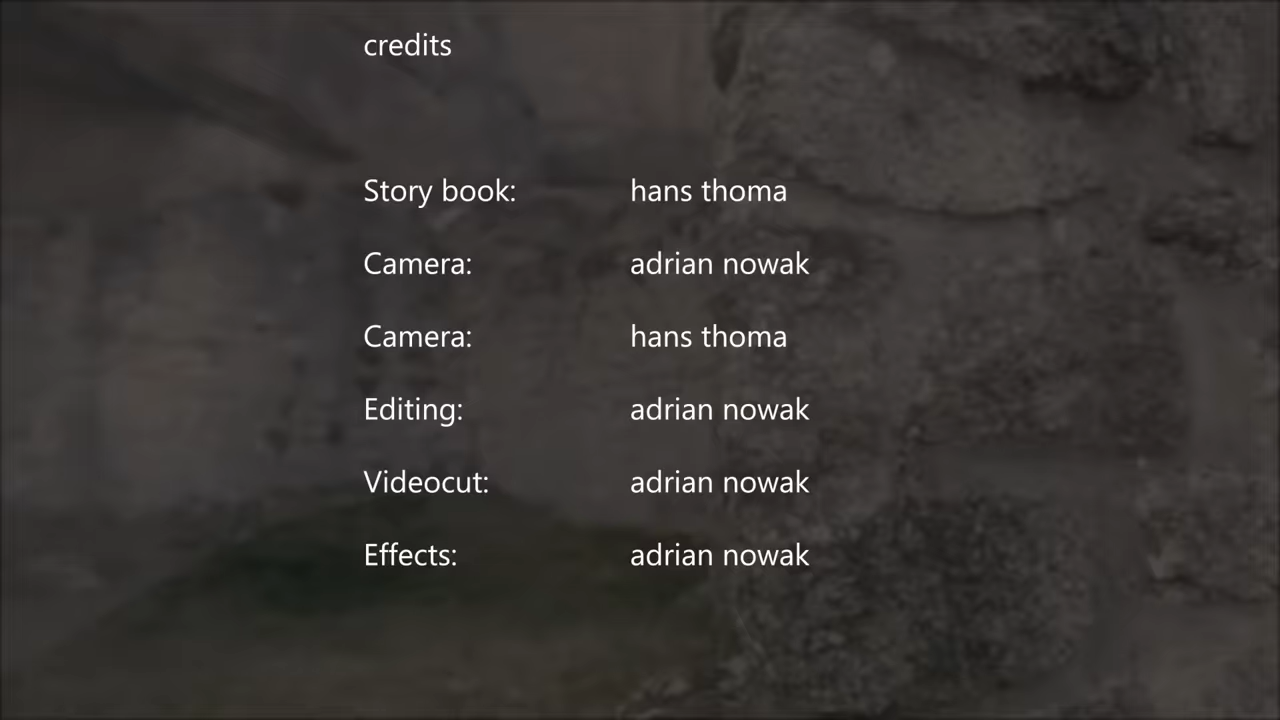 credits
Story book: hans thoma
Camera: adrian nowak
Camera: hans thoma
Editing: adrian nowak
Videocut: adrian nowak
Effects: adrian nowak